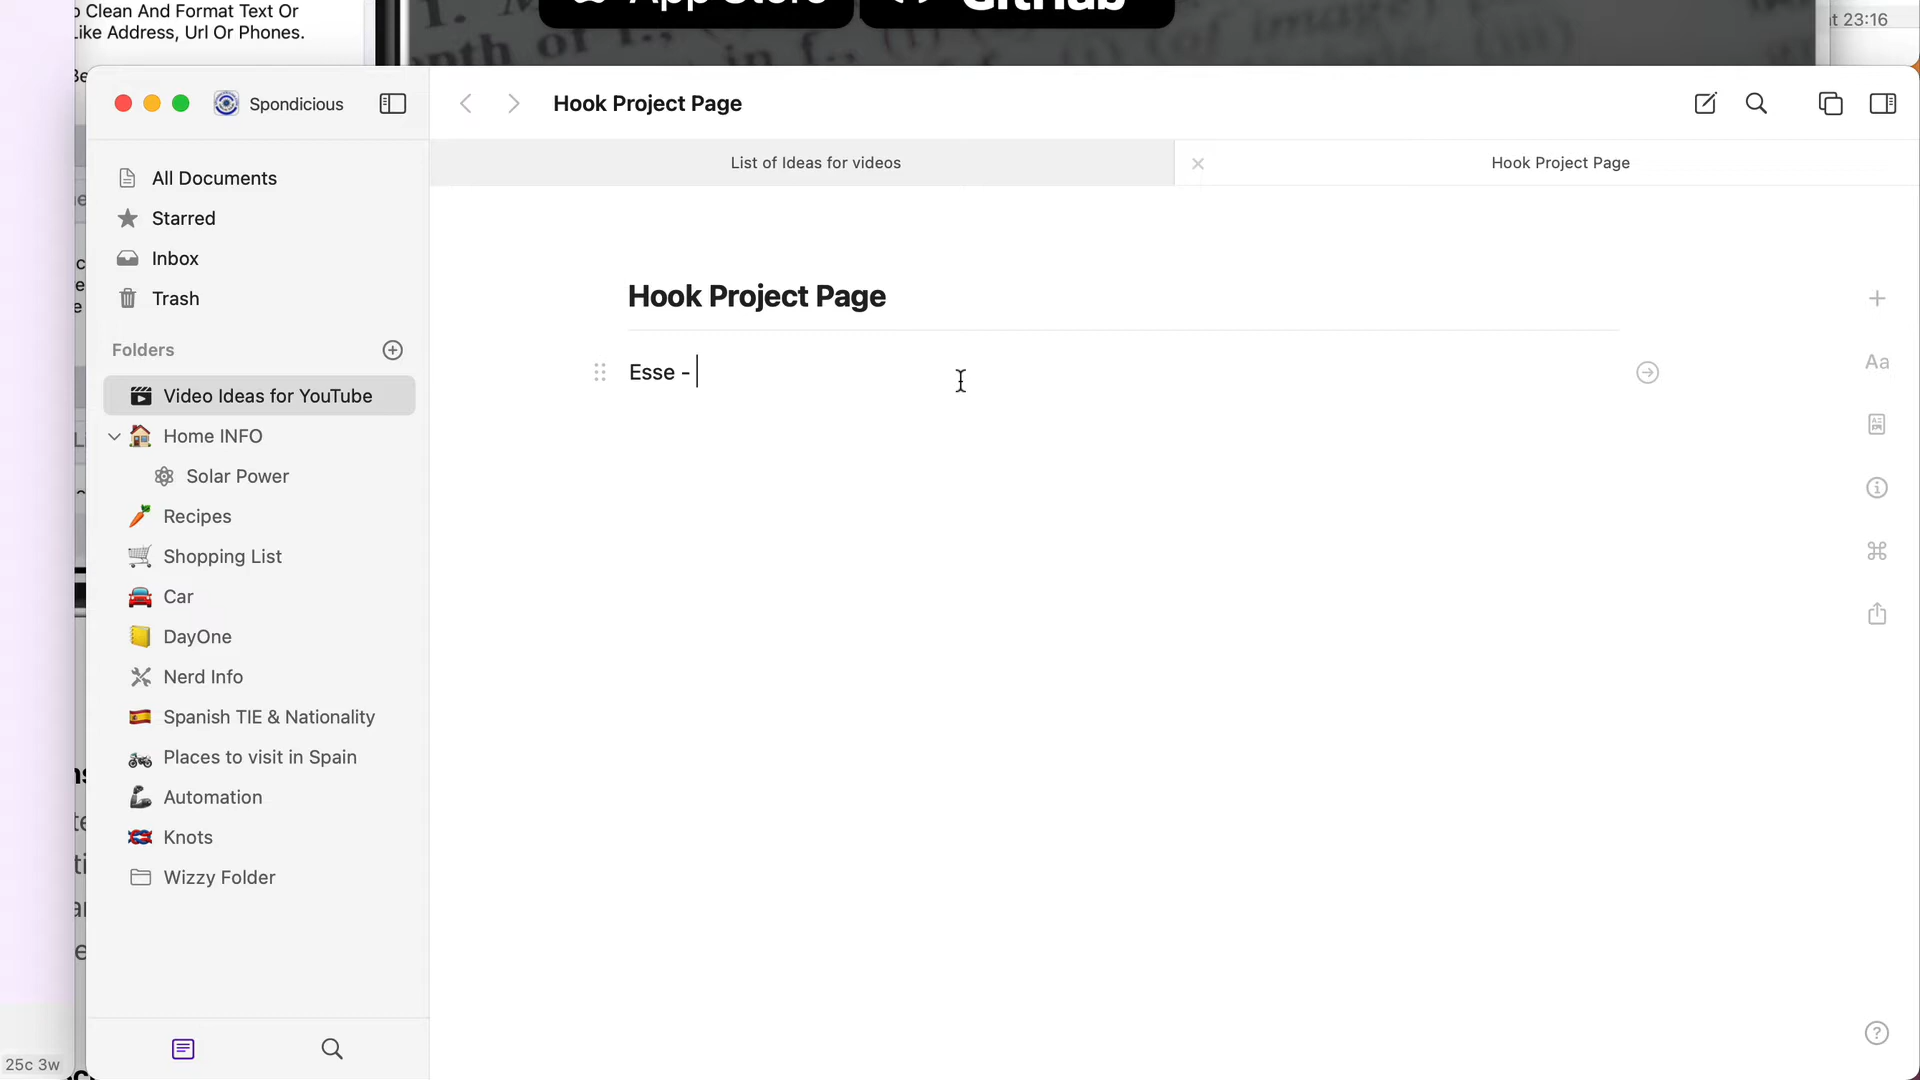 Clean And Format Text Or
Like Address, Url Or Phones.
App Store
GitHub
at 23:16
Spondicious
Hook Project Page
List of Ideas for videos
Hook Project Page
All Documents
Starred
Inbox
Trash
Folders
Video Ideas for YouTube
Home INFO
Solar Power
Recipes
Shopping List
Car
DayOne
Nerd Info
Spanish TIE & Nationality
Places to visit in Spain
Automation
Knots
Wizzy Folder
Hook Project Page
Esse -
Aa
25c 3w